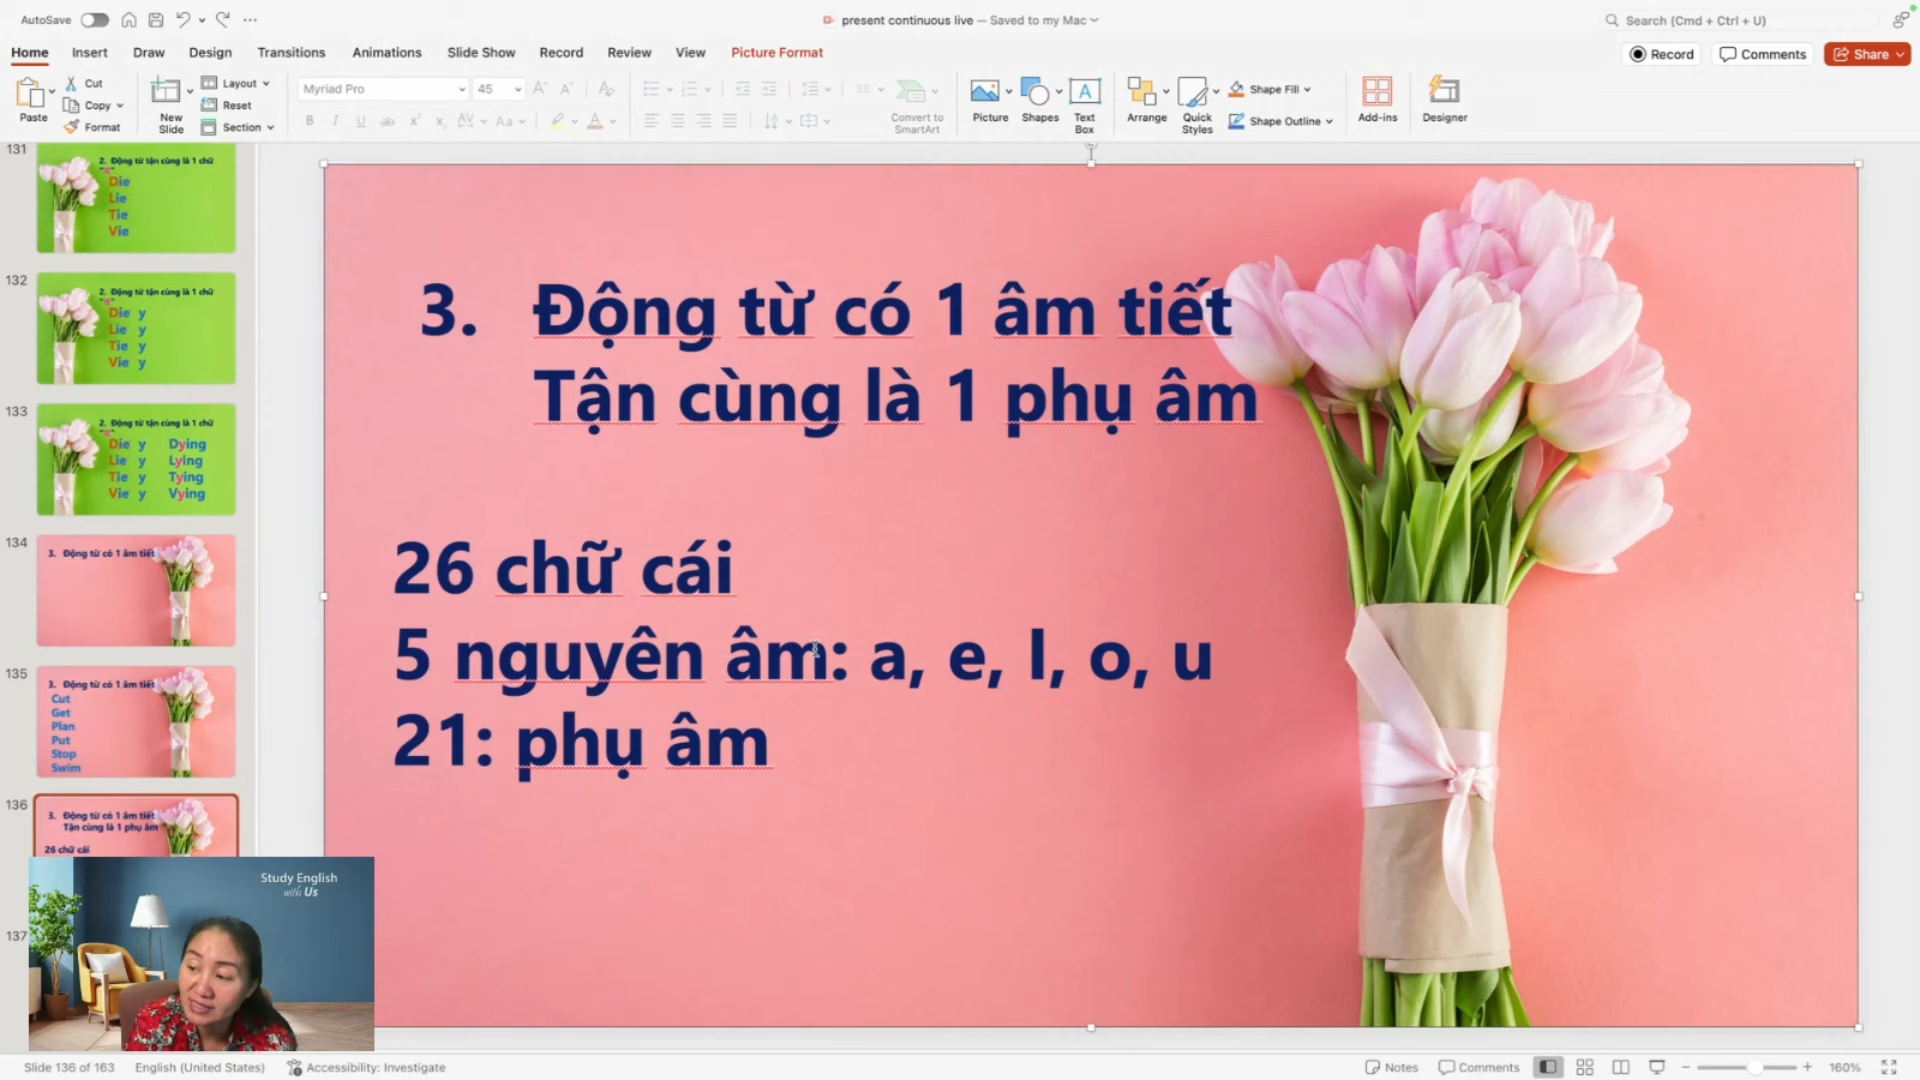 AutoSave
present continuous live — Saved to my Mac
Search (Cmd + Ctrl + U)
Home Insert Draw Design Transitions Animations Slide Show Record Review View Picture Format
Record Comments Share
Paste
Cut
Copy
Format
New Slide
Layout
Reset
Section
Myriad Pro 45
Convert to SmartArt
Picture
Shapes
Text Box
Arrange
Quick Styles
Shape Fill
Shape Outline
Add-ins
Designer
131
2. Động từ tận cùng là 1 chữ
Die
Lie
Tie
Vie
132
2. Động từ tận cùng là 1 chữ
Die y
Lie y
Tie y
Vie y
133
2. Động từ tận cùng là 1 chữ
Die y Dying
Lie y Lying
Tie y Tying
Vie y Vying
134
3. Động từ có 1 âm tiết
135
3. Động từ có 1 âm tiết
Cut
Get
Plan
Put
Stop
Swim
136
3. Động từ có 1 âm tiết
Tận cùng là 1 phụ âm
26 chữ cái
137
3. Động từ có 1 âm tiết
Tận cùng là 1 phụ âm
26 chữ cái
5 nguyên âm: a, e, l, o, u
21: phụ âm
Study English
with Us
Slide 136 of 163 English (United States) Accessibility: Investigate
Notes Comments 160%